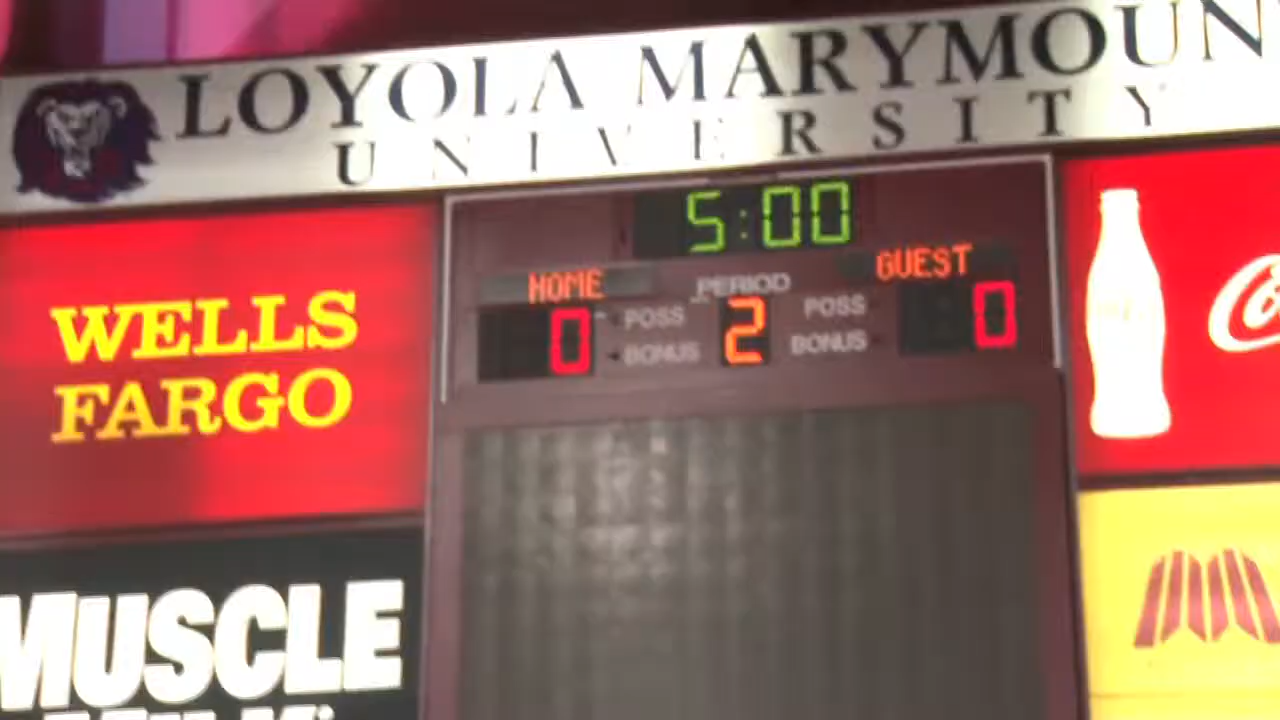 LOYOLA MARYMOUN
UNIVERSITY
5:00
HOME
PERIOD
GUEST
0
POSS
2
POSS
0
BONUS
BONUS
WELLS
FARGO
MUSCLE